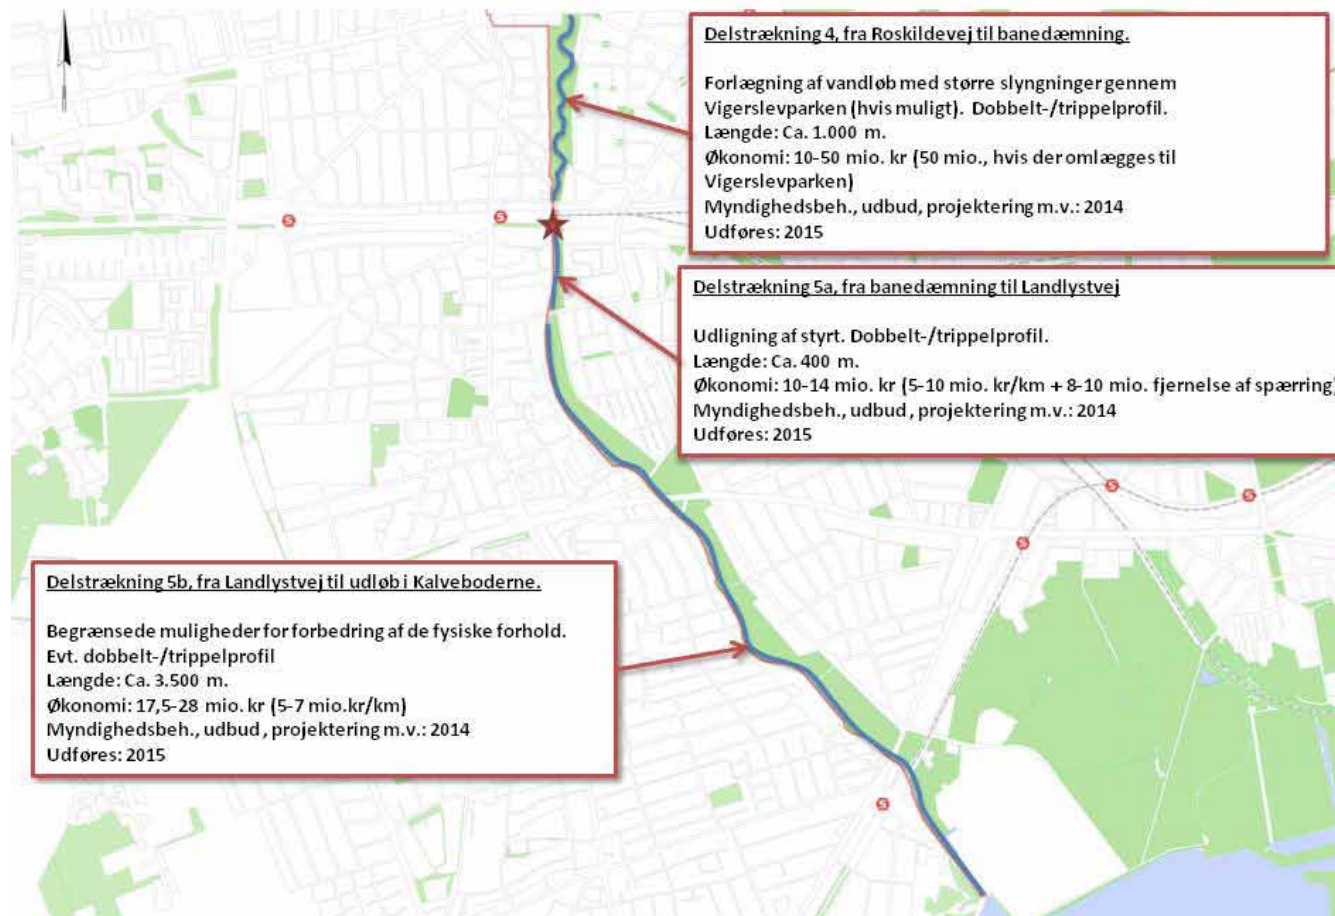 Delstrækning 4, fra Roskildevej til banedæmning.
Forlægning af vandløb med større slyngninger gennem
Vigerslevparken (hvis muligt). Dobbelt-/trippelprofil.
Længde: Ca. 1.000 m.
Økonomi: 10-50 mio. kr (50 mio., hvis der omlægges til
Vigerslevparken)
Myndighedsbeh., udbud, projektering m.v.: 2014
Udføres: 2015
S
S
Delstrækning 5a, fra banedæmning til Landlystvej
Udligning af styrt. Dobbelt-/trippelprofil.
Længde: Ca. 400 m.
Økonomi: 10-14 mio. kr (5-10 mio. kr/km + 8-10 mio. fjernelse af spærring)
Myndighedsbeh., udbud, projektering m.v.: 2014
Udføres: 2015
S
S
S
Delstrækning 5b, fra Landlystvej til udløb i Kalveboderne.
Begrænsede muligheder for forbedring af de fysiske forhold.
Evt. dobbelt-/trippelprofil
Længde: Ca. 3.500 m.
Økonomi: 17,5-28 mio. kr (5-7 mio.kr/km)
Myndighedsbeh., udbud, projektering m.v.: 2014
Udføres: 2015
S